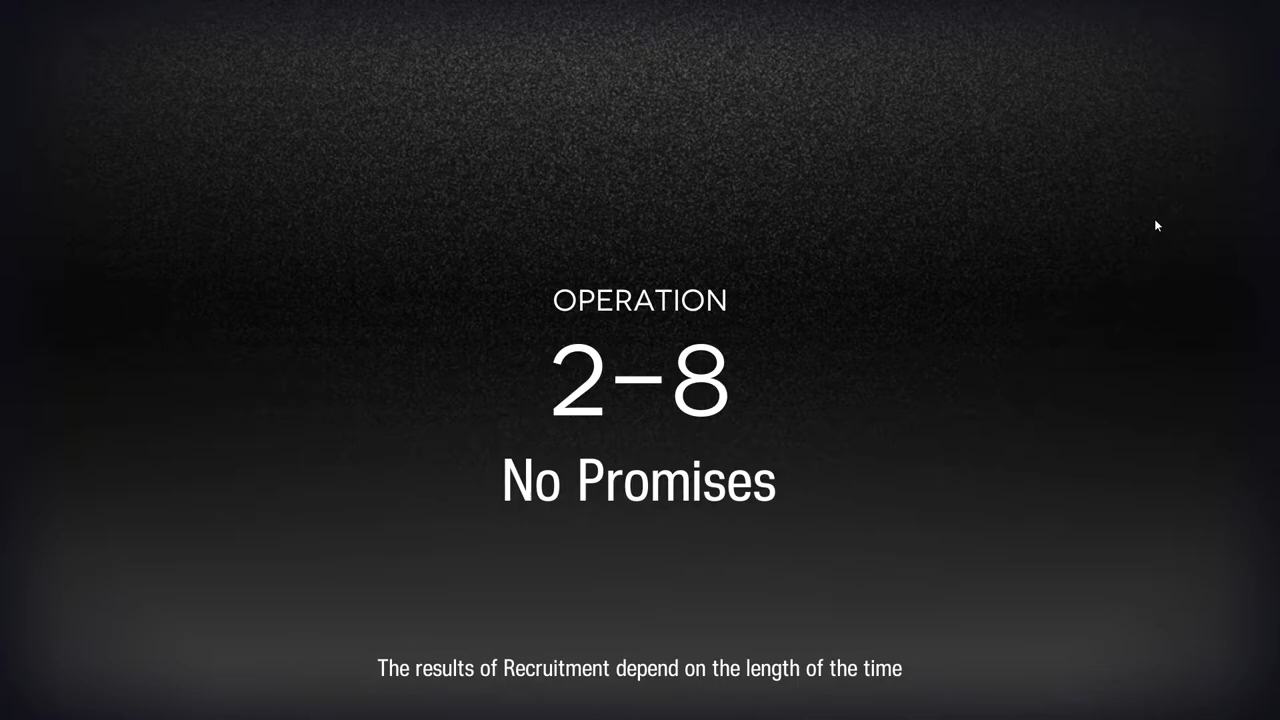 OPERATION
2-8
No Promises
The results of Recruitment depend on the length of the time